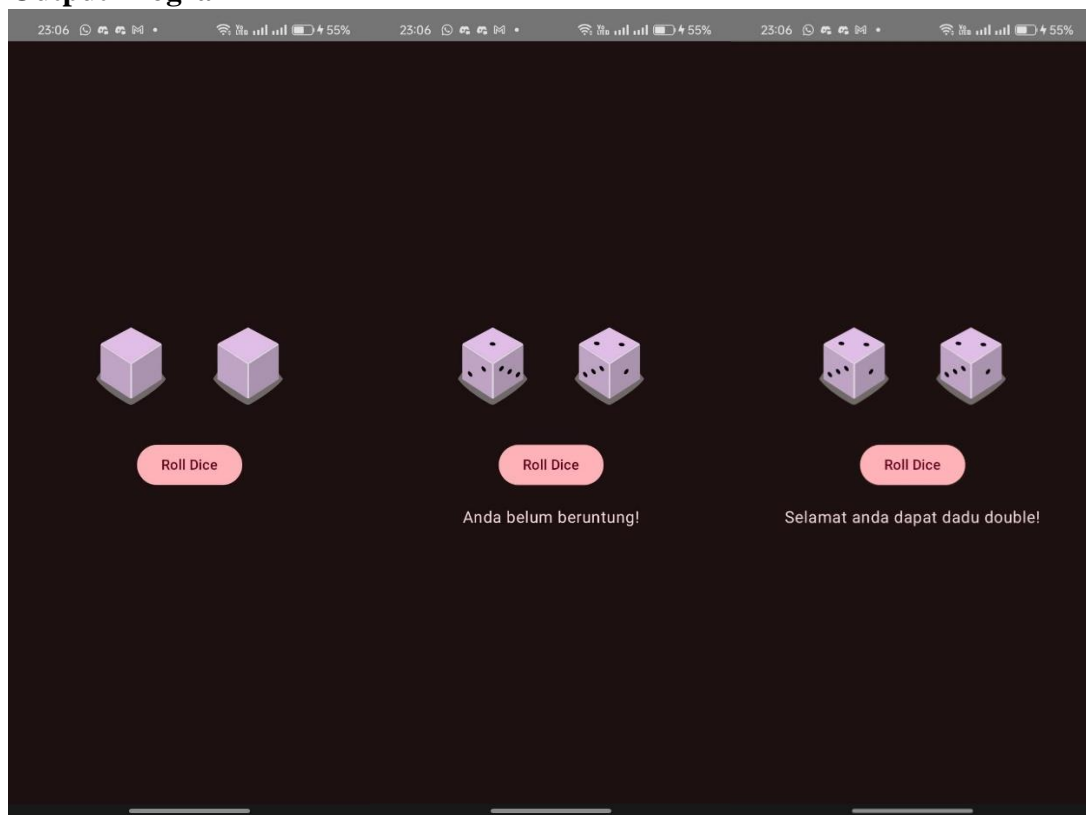 23:06 55% 23:06 55% 23:06 55%
Roll Dice Roll Dice Roll Dice
Anda belum beruntung! Selamat anda dapat dadu double!